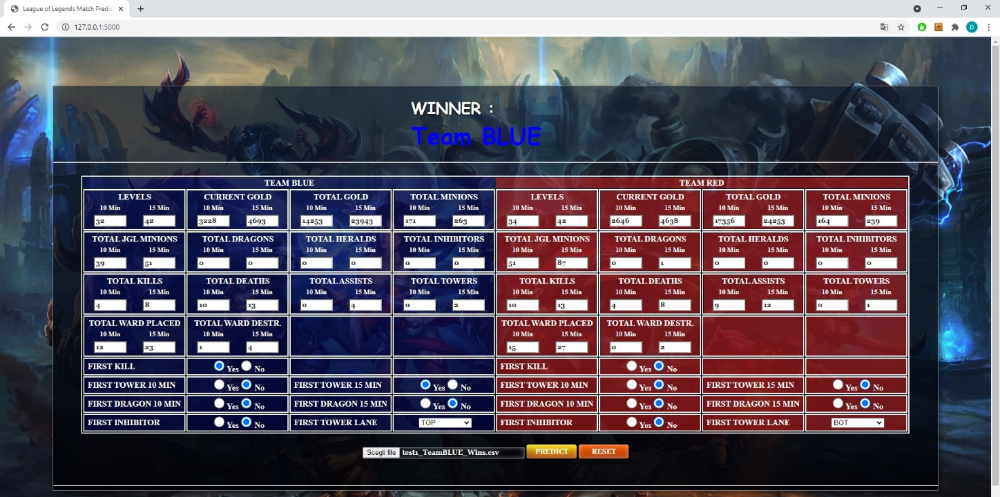 League of Legends Match Predic
127.0.0.1:5000
D
WINNER :
Team BLUE
TEAM BLUE TEAM RED
LEVELS CURRENT GOLD TOTAL GOLD TOTAL MINIONS LEVELS CURRENT GOLD TOTAL GOLD TOTAL MINIONS
10 Min 15 Min 10 Min 15 Min 10 Min 15 Min 10 Min 15 Min 10 Min 15 Min 10 Min 15 Min 10 Min 15 Min 10 Min 15 Min
32 42 3228 4693 14253 23943 171 263 34 42 2646 4638 17356 24253 164 239
TOTAL JGL MINIONS TOTAL DRAGONS TOTAL HERALDS TOTAL INHIBITORS TOTAL JGL MINIONS TOTAL DRAGONS TOTAL HERALDS TOTAL INHIBITORS
10 Min 15 Min 10 Min 15 Min 10 Min 15 Min 10 Min 15 Min 10 Min 15 Min 10 Min 15 Min 10 Min 15 Min 10 Min 15 Min
39 51 0 0 0 0 0 0 51 87 0 1 0 0 0 0
TOTAL KILLS TOTAL DEATHS TOTAL ASSISTS TOTAL TOWERS TOTAL KILLS TOTAL DEATHS TOTAL ASSISTS TOTAL TOWERS
10 Min 15 Min 10 Min 15 Min 10 Min 15 Min 10 Min 15 Min 10 Min 15 Min 10 Min 15 Min 10 Min 15 Min 10 Min 15 Min
4 8 10 13 0 4 0 2 10 13 4 8 9 12 0 1
TOTAL WARD PLACED TOTAL WARD DESTR. TOTAL WARD PLACED TOTAL WARD DESTR.
10 Min 15 Min 10 Min 15 Min 10 Min 15 Min 10 Min 15 Min
12 23 1 4 15 27 0 2
FIRST KILL Yes No FIRST KILL Yes No
FIRST TOWER 10 MIN Yes No FIRST TOWER 15 MIN Yes No FIRST TOWER 10 MIN Yes No FIRST TOWER 15 MIN Yes No
FIRST DRAGON 10 MIN Yes No FIRST DRAGON 15 MIN Yes No FIRST DRAGON 10 MIN Yes No FIRST DRAGON 15 MIN Yes No
FIRST INHIBITOR Yes No FIRST TOWER LANE TOP FIRST INHIBITOR Yes No FIRST TOWER LANE BOT
Scegli file test1_TeamBLUE_Wins.csv PREDICT RESET